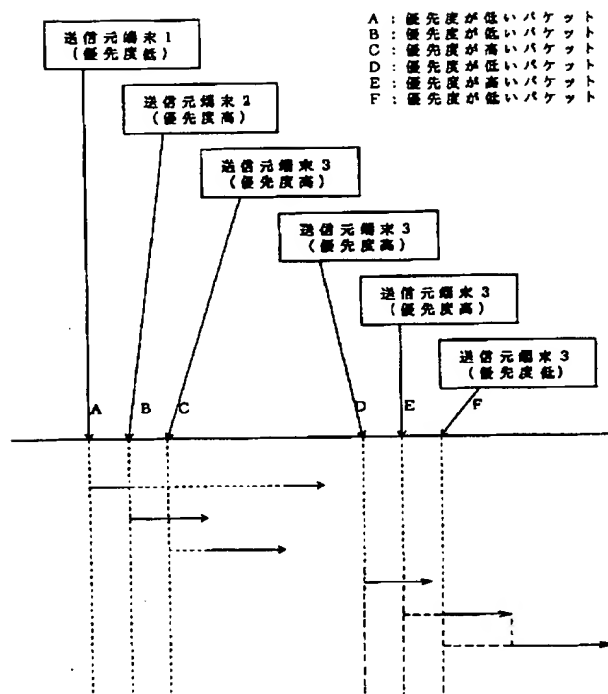 送信元端末1
(優先度低)
A：優先度が低いパケット
B：優先度が低いパケット
C：優先度が高いパケット
D：優先度が低いパケット
E：優先度が高いパケット
F：優先度が低いパケット
送信元端末2
(優先度高)
送信元端末3
(優先度高)
送信元端末3
(優先度高)
送信元端末3
(優先度高)
送信元端末3
(優先度低)
A B C D E F